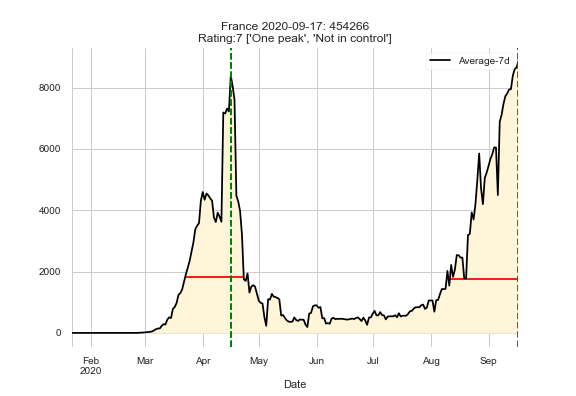 France 2020-09-17: 454266
Rating:7 ['One peak', 'Not in control']
Average-7d
8000
6000
4000
2000
0
Feb Mar Apr May Jun Jul Aug Sep
2020
Date